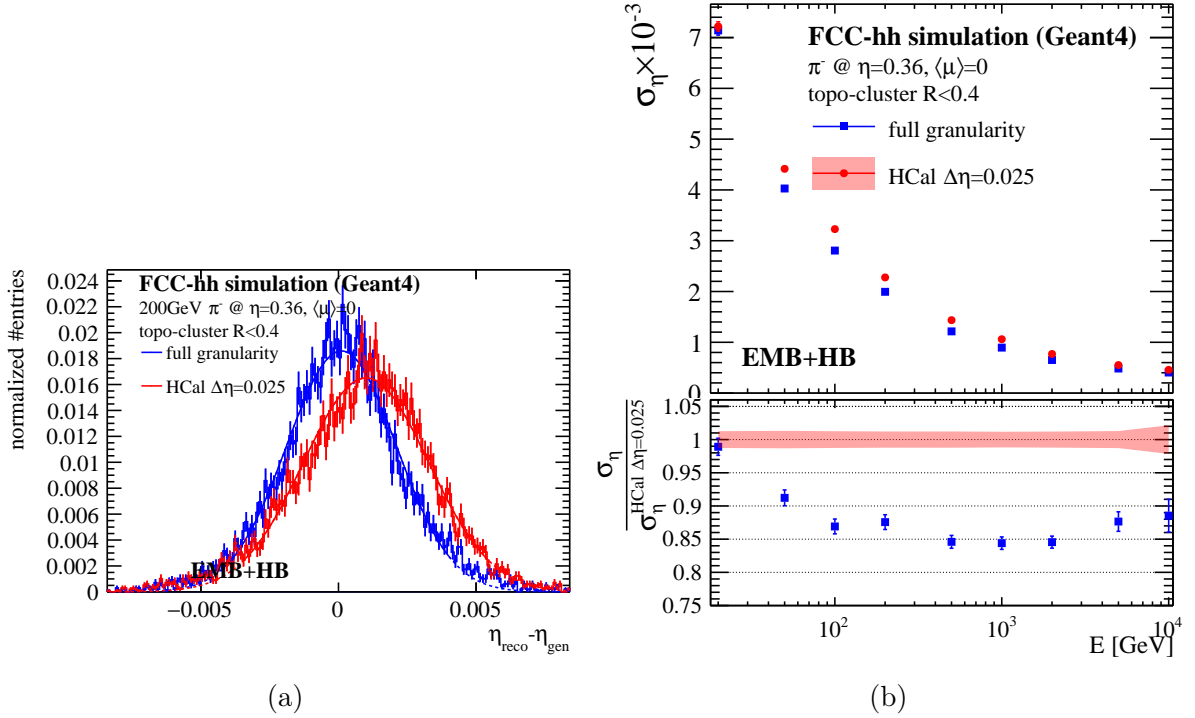 normalized #entries
0.024
0.022
0.02
0.018
0.016
0.014
0.012
0.01
0.008
0.006
0.004
0.002
0
FCC-hh simulation (Geant4)
200GeV π⁻ @ η=0.36, ⟨μ⟩=0
topo-cluster R<0.4
full granularity
HCal Δη=0.025
EMB+HB
−0.005 0 0.005
η_reco-η_gen
(a)
σ_η×10⁻³
7
6
5
4
3
2
1
0
FCC-hh simulation (Geant4)
π⁻ @ η=0.36, ⟨μ⟩=0
topo-cluster R<0.4
full granularity
HCal Δη=0.025
EMB+HB
σ_η
σ_η^HCal Δη=0.025
1.05
1
0.95
0.9
0.85
0.8
0.75
10² 10³ 10⁴
E [GeV]
(b)